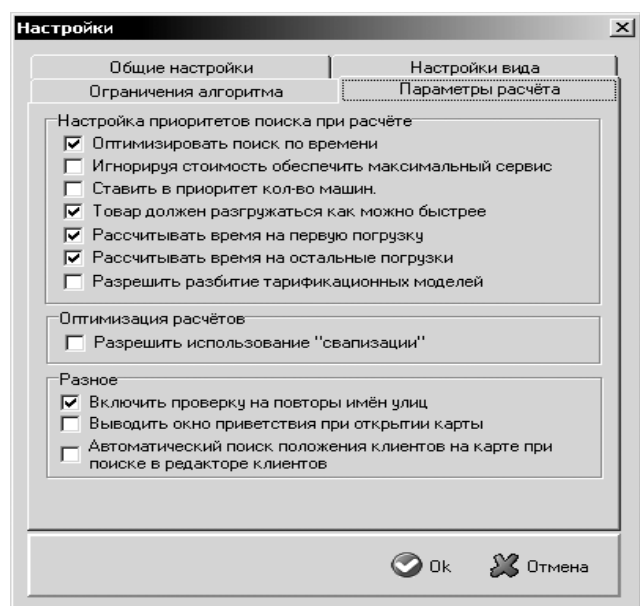 Настройки
Общие настройки
Настройки вида
Ограничения алгоритма
Параметры расчёта
Настройка приоритетов поиска при расчёте
Оптимизировать поиск по времени
Игнорируя стоимость обеспечить максимальный сервис
Ставить в приоритет кол-во машин.
Товар должен разгружаться как можно быстрее
Рассчитывать время на первую погрузку
Рассчитывать время на остальные погрузки
Разрешить разбитие тарификационных моделей
Оптимизация расчётов
Разрешить использование "свапизации"
Разное
Включить проверку на повторы имён улиц
Выводить окно приветствия при открытии карты
Автоматический поиск положения клиентов на карте при
поиске в редакторе клиентов
Ok
Отмена